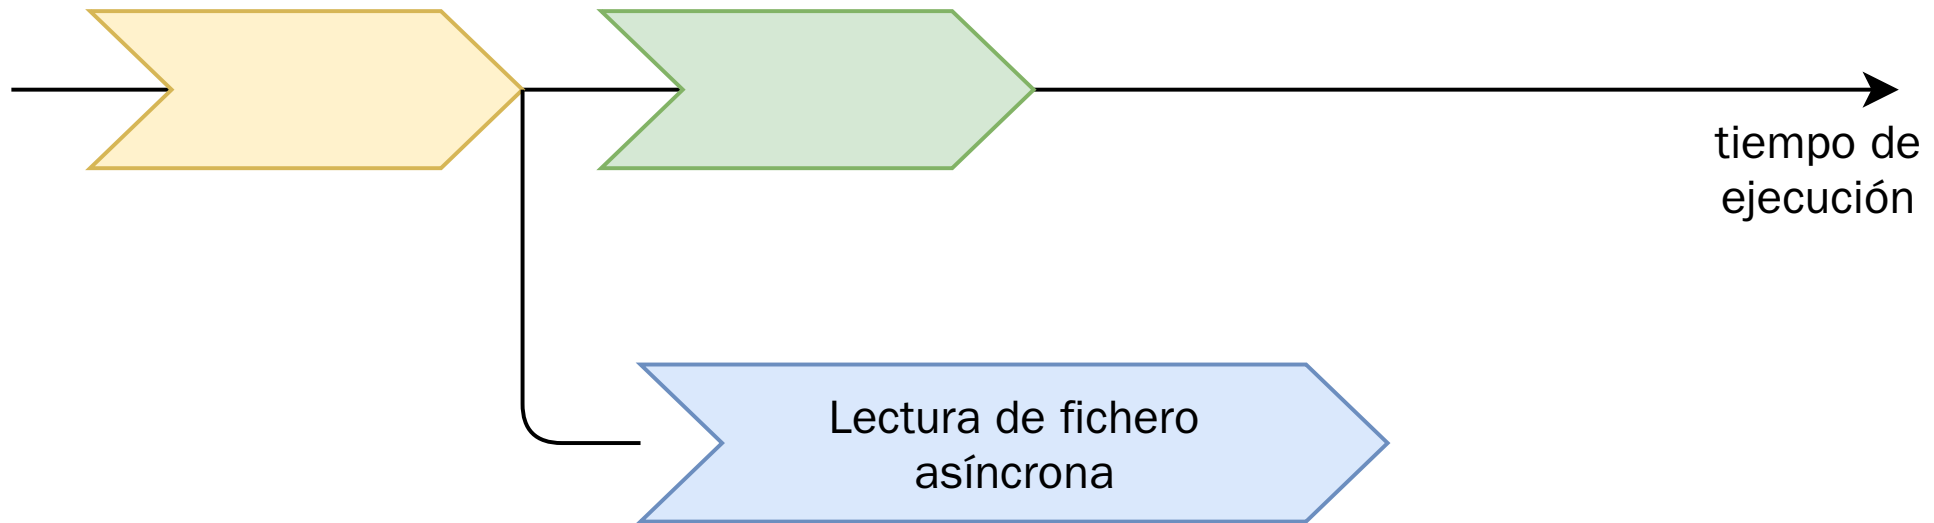 tiempo de
ejecución
Lectura de fichero
asíncrona